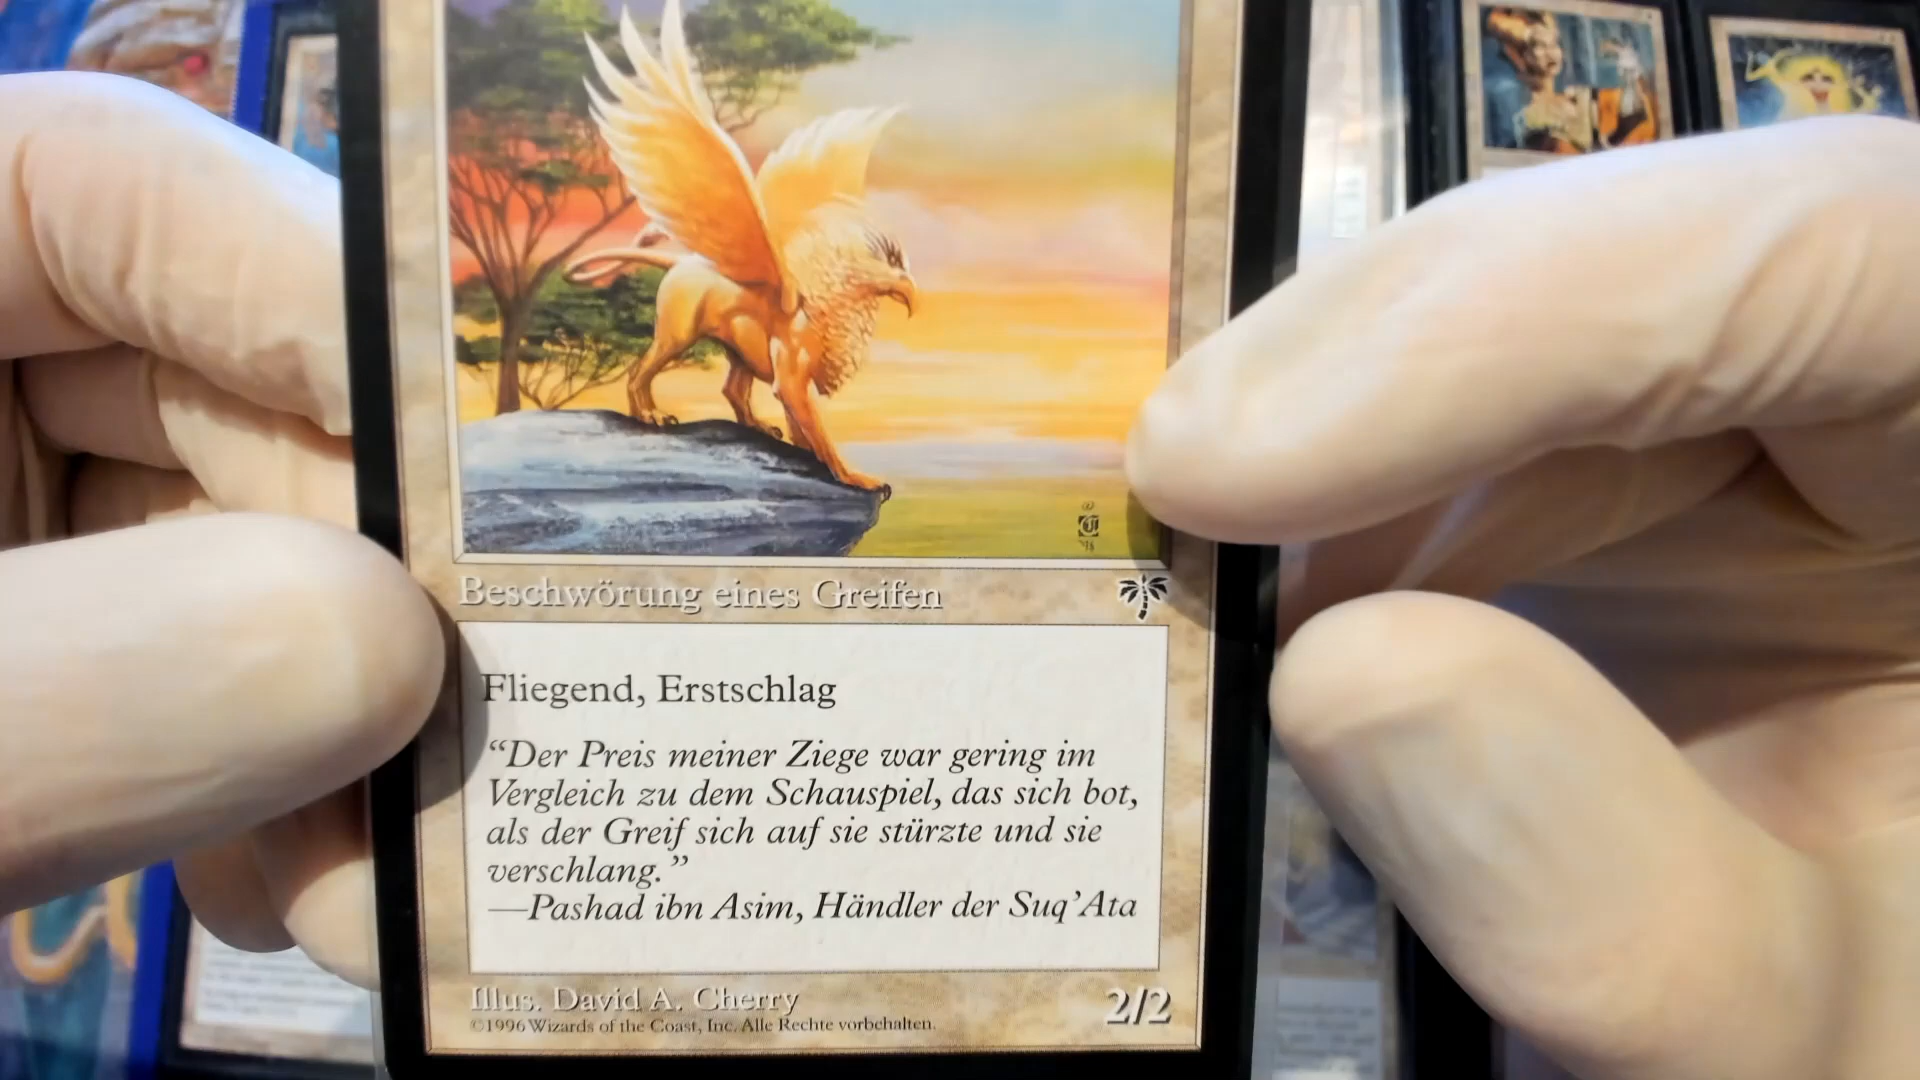 Beschwörung eines Greifen
Fliegend, Erstschlag
“Der Preis meiner Ziege war gering im
Vergleich zu dem Schauspiel, das sich bot,
als der Greif sich auf sie stürzte und sie
verschlang.”
—Pashad ibn Asim, Händler der Suq’Ata
Illus. David A. Cherry
2/2
©1996 Wizards of the Coast, Inc. Alle Rechte vorbehalten.